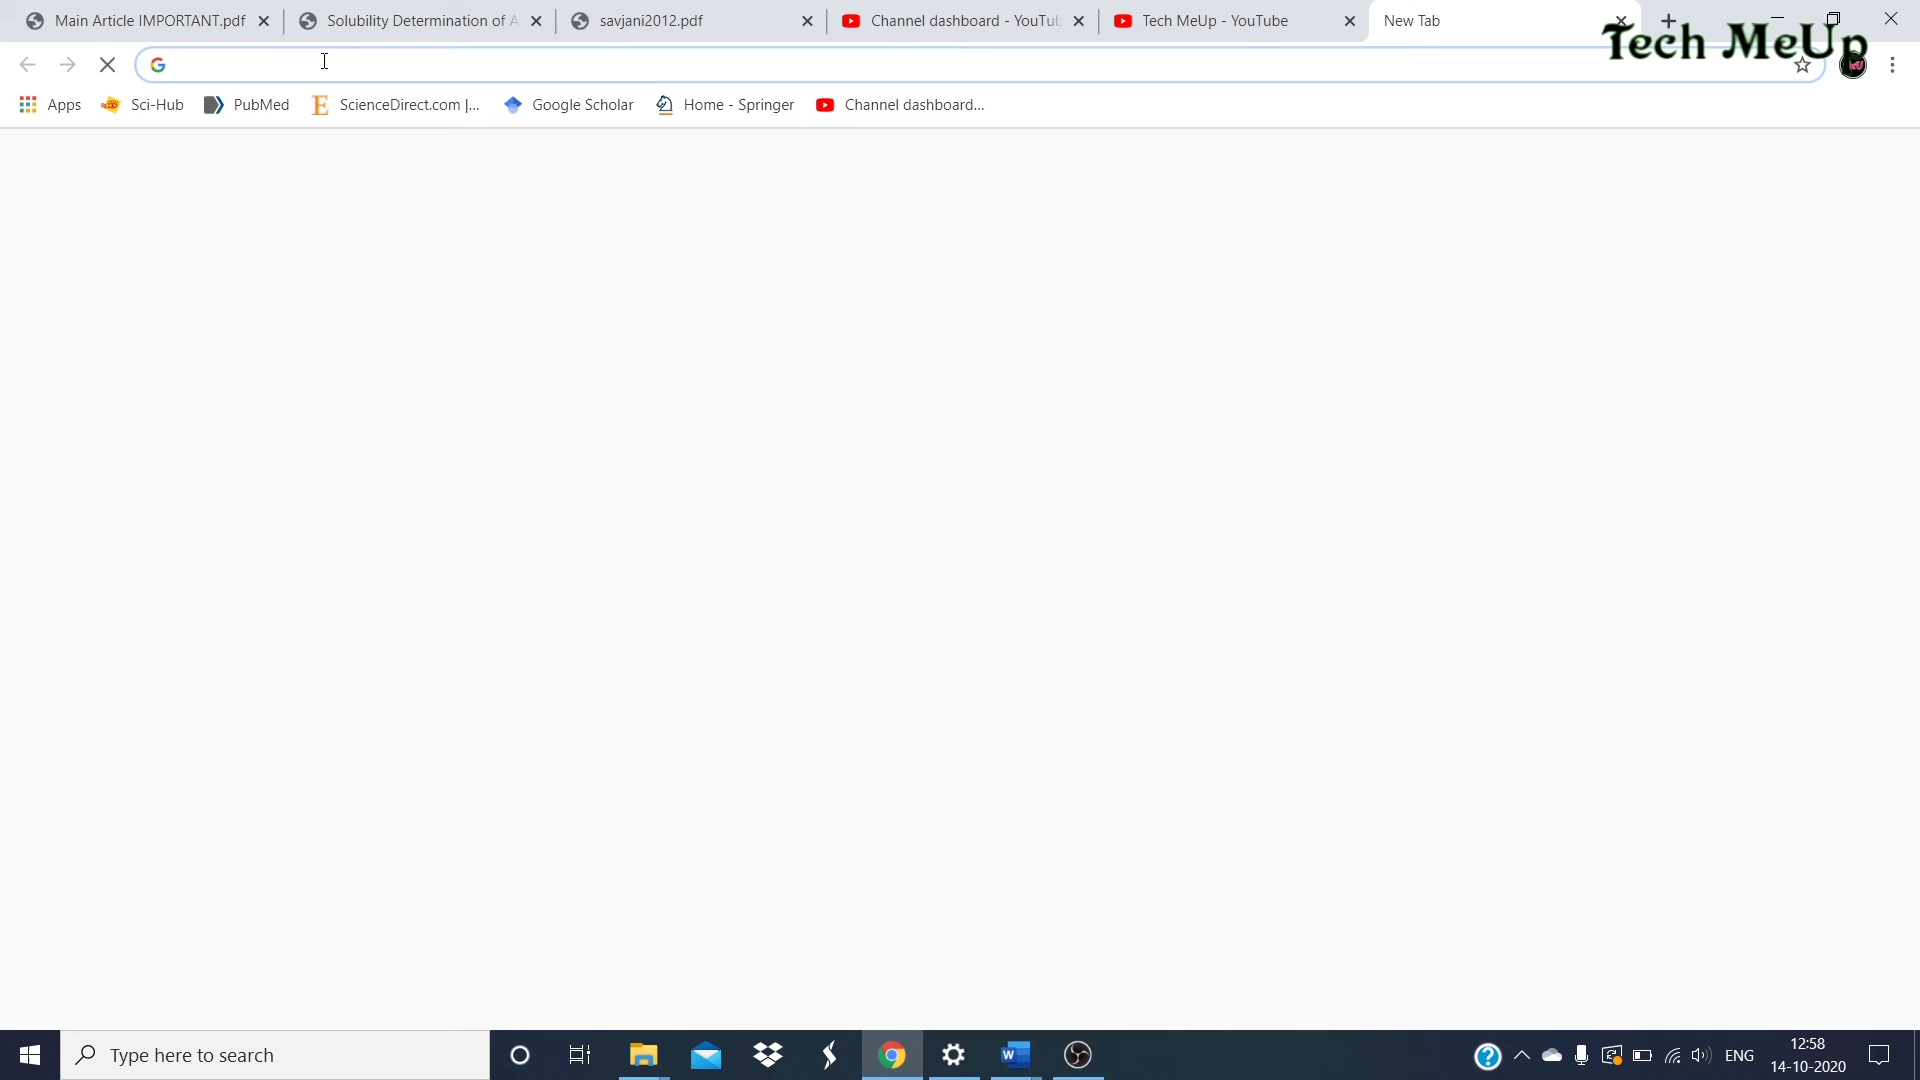 Main Article IMPORTANT.pdf
Solubility Determination of A
savjani2012.pdf
Channel dashboard - YouTub
Tech MeUp - YouTube
New Tab
Tech MeUp
Apps
Sci-Hub
PubMed
ScienceDirect.com |...
Google Scholar
Home - Springer
Channel dashboard...
Type here to search
ENG
12:58
14-10-2020